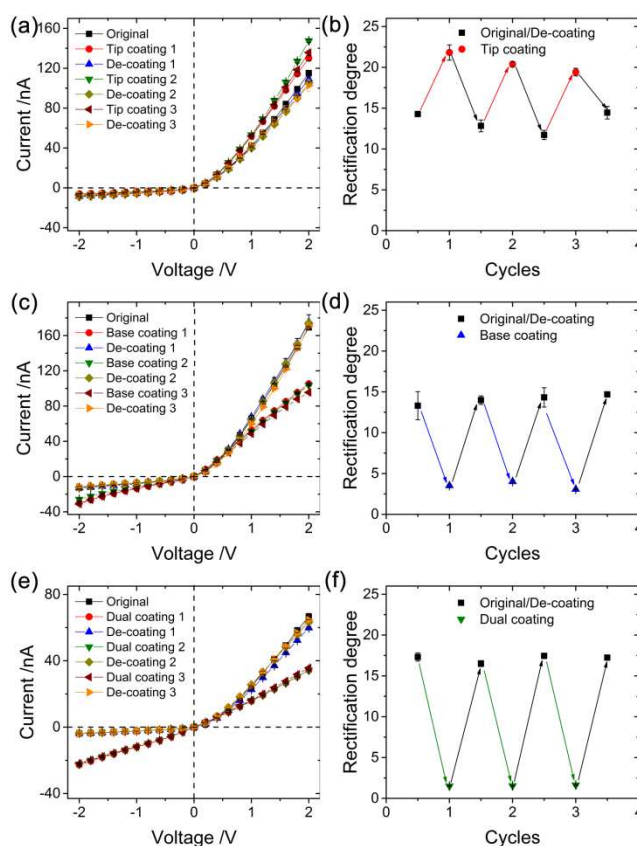 (a)
Original
Tip coating 1
De-coating 1
Tip coating 2
De-coating 2
Tip coating 3
De-coating 3
Current /nA
160
120
80
40
0
-40
-2 -1 0 1 2
Voltage /V
(b)
Original/De-coating
Tip coating
Rectification degree
25
20
15
10
5
0
0 1 2 3 4
Cycles
(c)
Original
Base coating 1
De-coating 1
Base coating 2
De-coating 2
Base coating 3
De-coating 3
Current /nA
160
120
80
40
0
-40
-2 -1 0 1 2
Voltage /V
(d)
Original/De-coating
Base coating
Rectification degree
25
20
15
10
5
0
0 1 2 3 4
Cycles
(e)
Original
Dual coating 1
De-coating 1
Dual coating 2
De-coating 2
Dual coating 3
De-coating 3
Current /nA
90
60
30
0
-30
-2 -1 0 1 2
Voltage /V
(f)
Original/De-coating
Dual coating
Rectification degree
25
20
15
10
5
0
0 1 2 3 4
Cycles